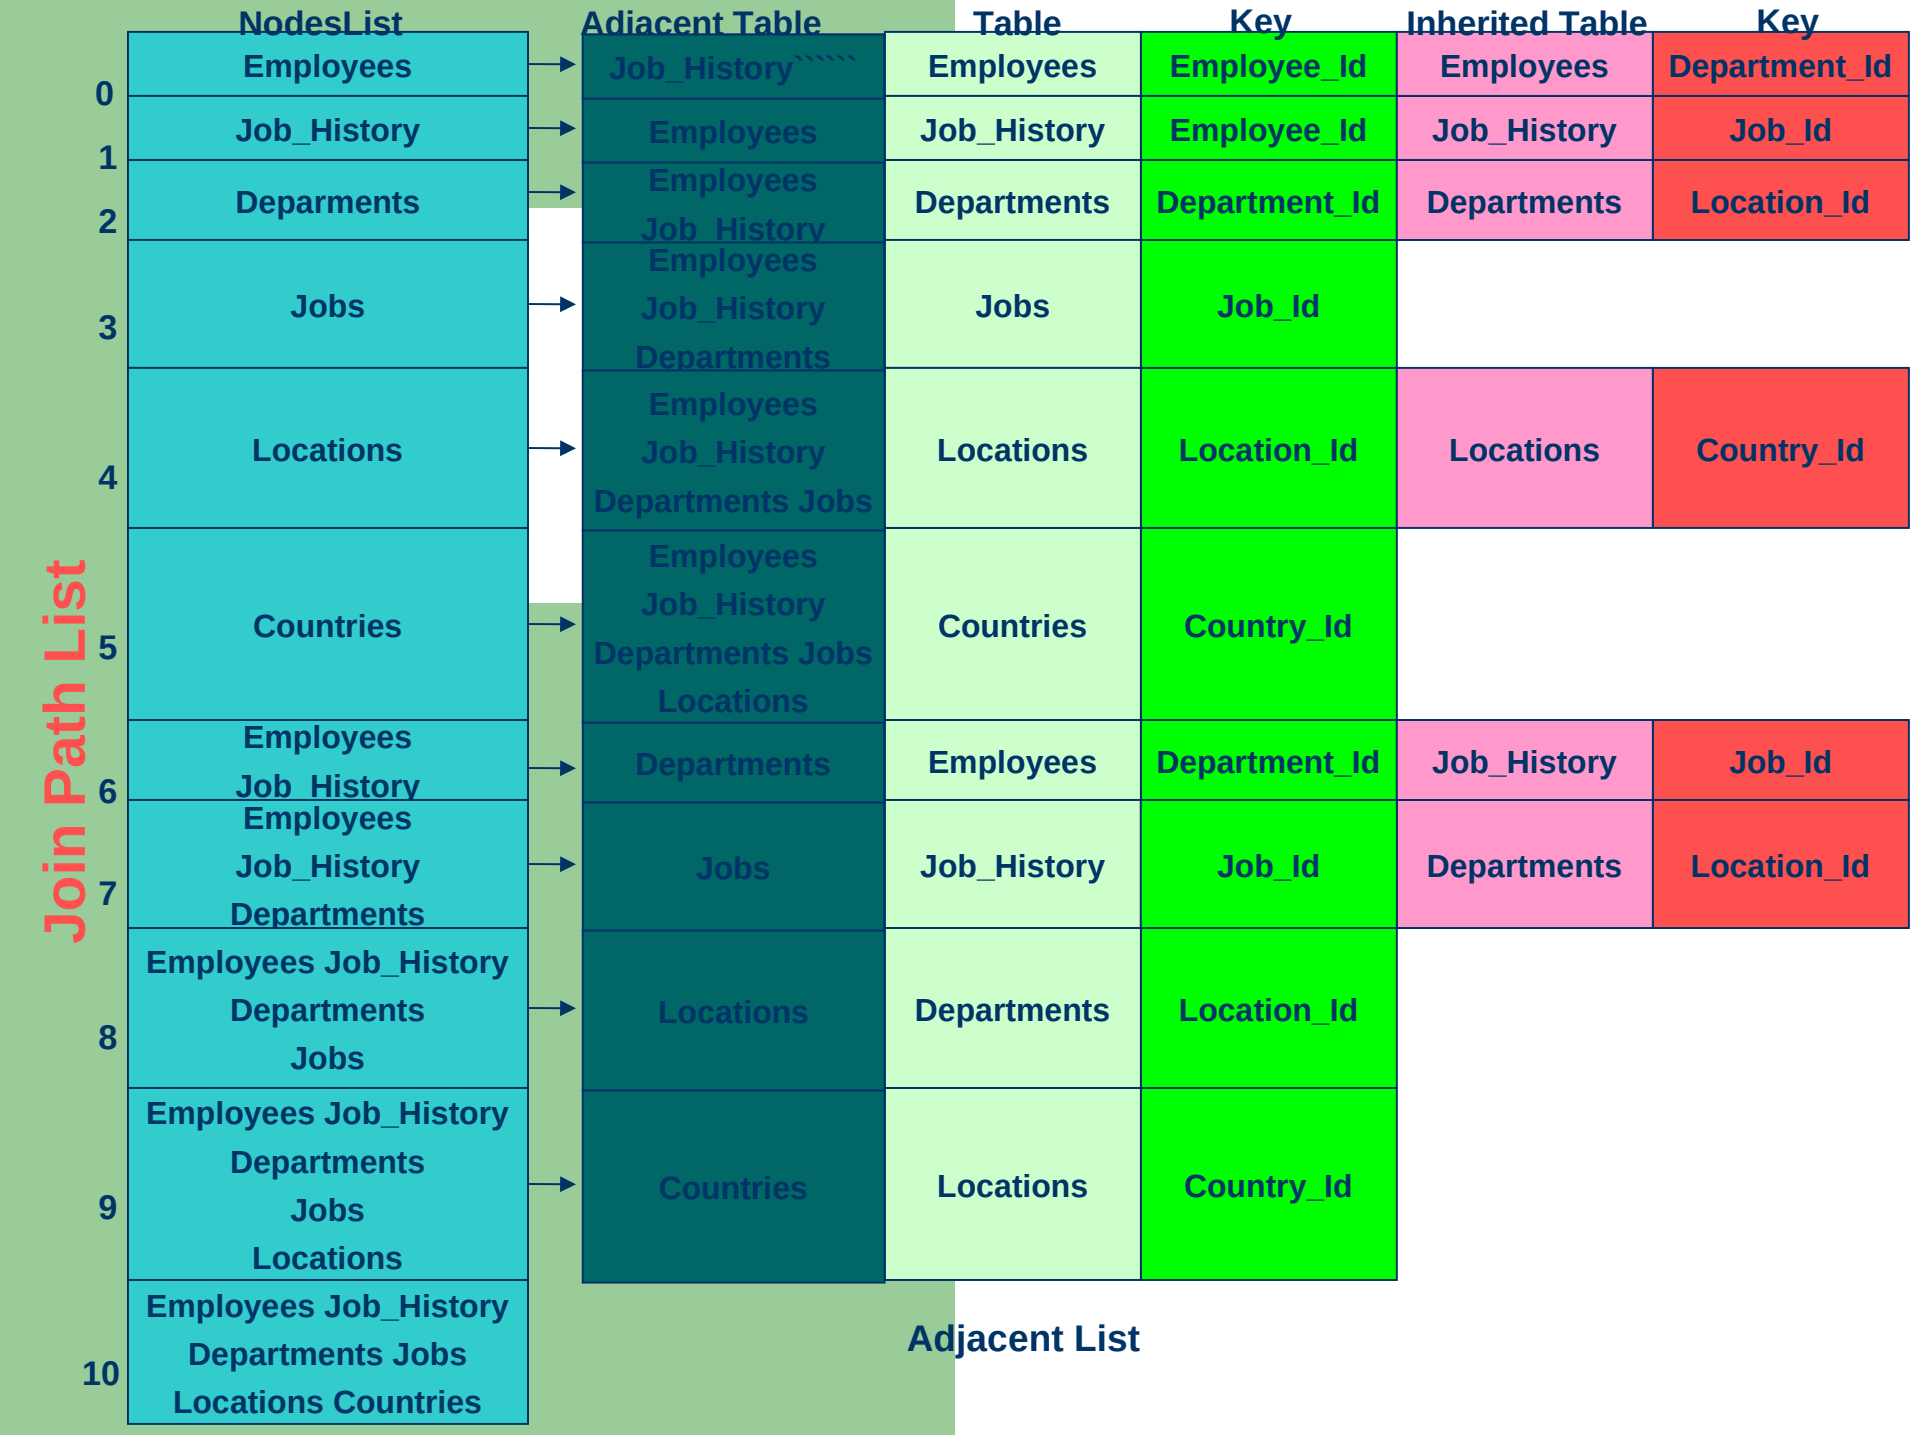 NodesList Adjacent Table Table Key Inherited Table Key
0 Employees Job_History`````` Employees Employee_Id Employees Department_Id
1 Job_History Employees Job_History Employee_Id Job_History Job_Id
2 Deparments Employees Departments Department_Id Departments Location_Id
Job_History
3 Jobs Employees Jobs Job_Id
Job_History
Departments
4 Locations Employees Locations Location_Id Locations Country_Id
Job_History
Departments Jobs
5 Countries Employees Countries Country_Id
Job_History
Departments Jobs
Locations
6 Employees Departments Employees Department_Id Job_History Job_Id
Job_History
7 Employees Jobs Job_History Job_Id Departments Location_Id
Job_History
Departments
8 Employees Job_History Locations Departments Location_Id
Departments
Jobs
9 Employees Job_History Countries Locations Country_Id
Departments
Jobs
Locations
10 Employees Job_History
Departments Jobs
Locations Countries
Join Path List
Adjacent List